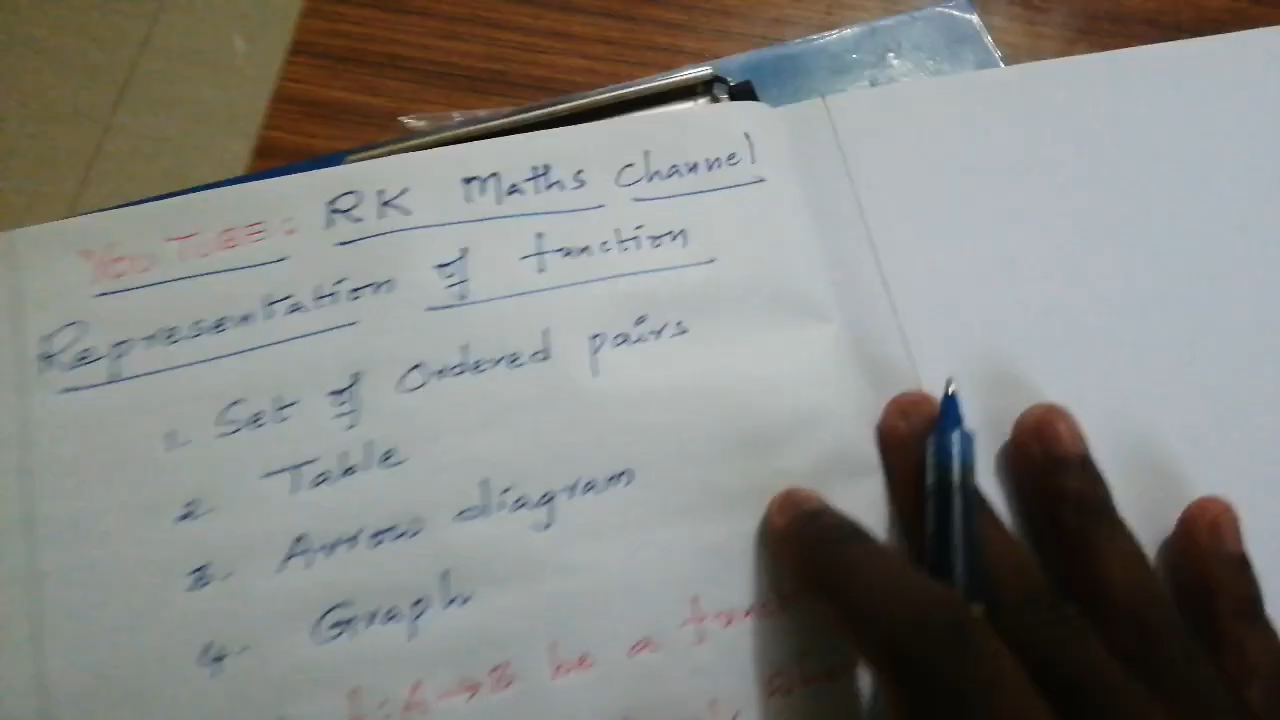 YOUTUBE: RK Maths Channel
Representation of function
1. Set of Ordered pairs
2. Table
3. Arrow diagram
4. Graph
f:A→B be a